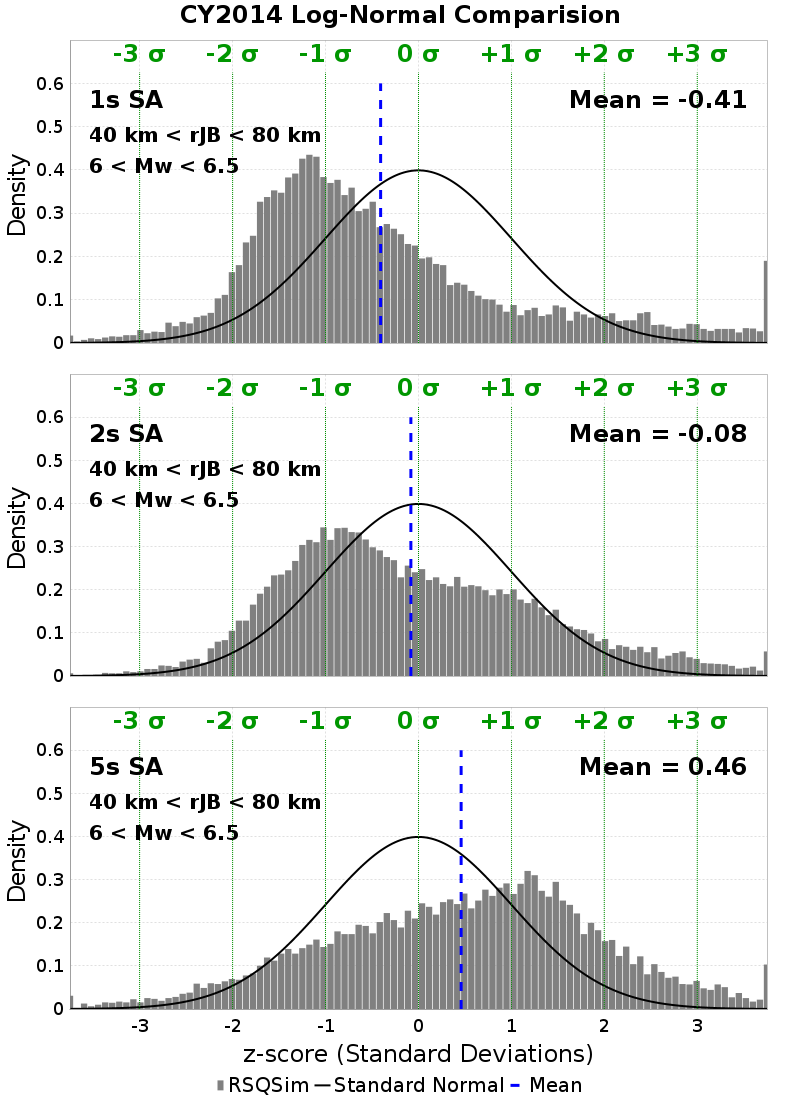 CY2014 Log-Normal Comparision
-3 σ -2 σ -1 σ 0 σ +1 σ +2 σ +3 σ
0.6
1s SA Mean = -0.41
0.5
40 km < rJB < 80 km
6 < Mw < 6.5
0.4
0.3
0.2
0.1
0
Density
-3 σ -2 σ -1 σ 0 σ +1 σ +2 σ +3 σ
0.6
2s SA Mean = -0.08
0.5
40 km < rJB < 80 km
6 < Mw < 6.5
0.4
0.3
0.2
0.1
0
Density
-3 σ -2 σ -1 σ 0 σ +1 σ +2 σ +3 σ
0.6
5s SA Mean = 0.46
0.5
40 km < rJB < 80 km
6 < Mw < 6.5
0.4
0.3
0.2
0.1
0
Density
-3 -2 -1 0 1 2 3
z-score (Standard Deviations)
RSQSim Standard Normal Mean